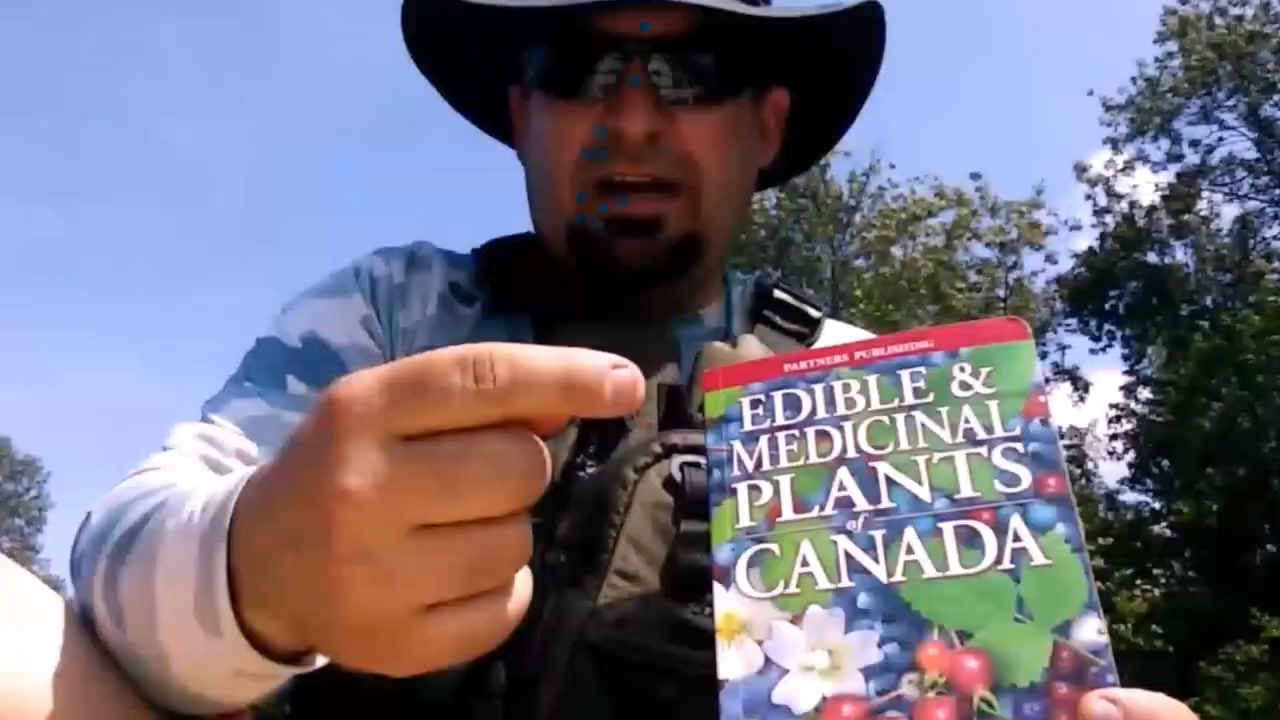 PARTNERS PUBLISHING
EDIBLE &
MEDICINAL
PLANTS
of
CANADA